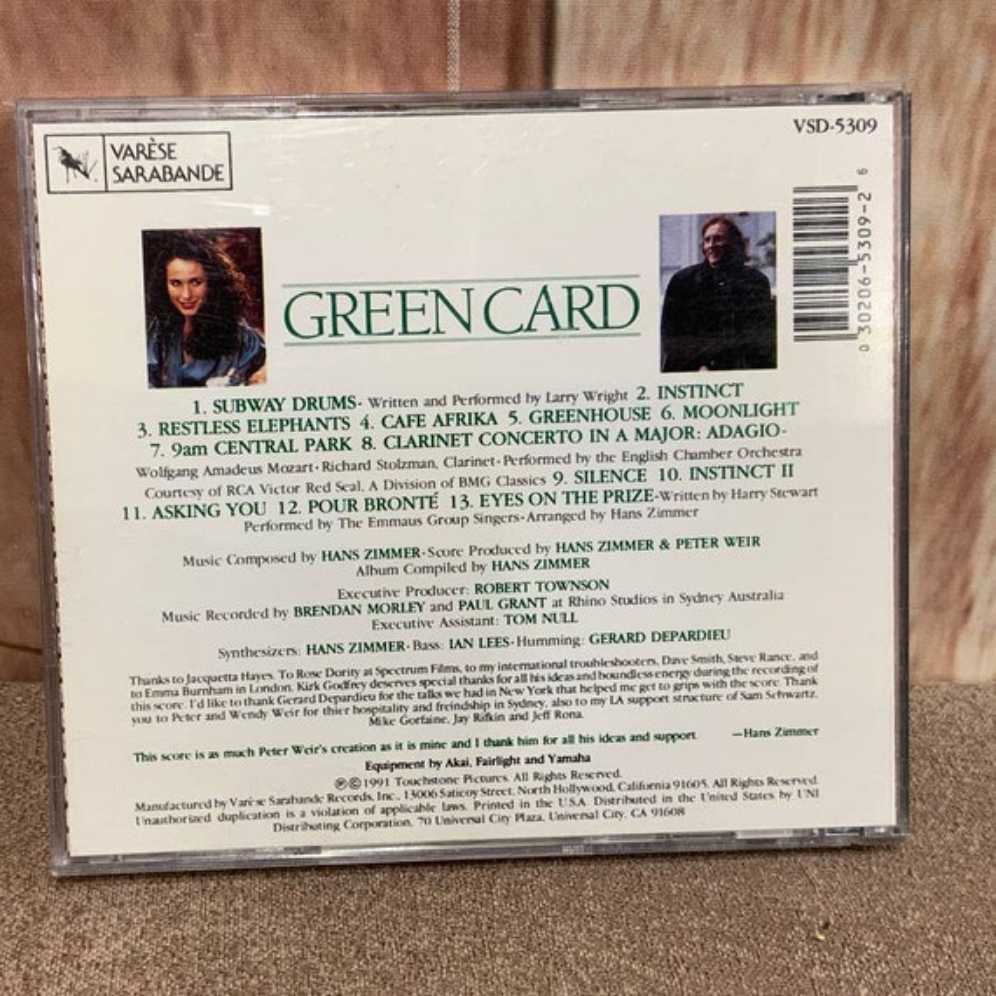 VARÈSE
SARABANDE
VSD-5309
0 30206-5309-2 6
GREEN CARD
1. SUBWAY DRUMS- Written and Performed by Larry Wright 2. INSTINCT
3. RESTLESS ELEPHANTS 4. CAFE AFRIKA 5. GREENHOUSE 6. MOONLIGHT
7. 9am CENTRAL PARK 8. CLARINET CONCERTO IN A MAJOR: ADAGIO-
Wolfgang Amadeus Mozart·Richard Stolzman, Clarinet·Performed by the English Chamber Orchestra
Courtesy of RCA Victor Red Seal, A Division of BMG Classics 9. SILENCE 10. INSTINCT II
11. ASKING YOU 12. POUR BRONTÉ 13. EYES ON THE PRIZE-Written by Harry Stewart
Performed by The Emmaus Group Singers·Arranged by Hans Zimmer
Music Composed by HANS ZIMMER·Score Produced by HANS ZIMMER & PETER WEIR
Album Compiled by HANS ZIMMER
Executive Producer: ROBERT TOWNSON
Music Recorded by BRENDAN MORLEY and PAUL GRANT at Rhino Studios in Sydney Australia
Executive Assistant: TOM NULL
Synthesizers: HANS ZIMMER·Bass: IAN LEES·Humming: GERARD DEPARDIEU
Thanks to Jacquetta Hayes. To Rose Dority at Spectrum Films, to my international troubleshooters, Dave Smith, Steve Rance, and
to Emma Burnham in London. Kirk Godfrey deserves special thanks for all his ideas and boundless energy during the recording of
this score. I'd like to thank Gerard Depardieu for the talks we had in New York that helped me get to grips with the score. Thank
you to Peter and Wendy Weir for thier hospitality and freindship in Sydney, also to my LA support structure of Sam Schwartz,
Mike Gorfaine, Jay Rifkin and Jeff Rona.
This score is as much Peter Weir's creation as it is mine and I thank him for all his ideas and support. —Hans Zimmer
Equipment by Akai, Fairlight and Yamaha
℗©1991 Touchstone Pictures. All Rights Reserved.
Manufactured by Varèse Sarabande Records, Inc., 13006 Saticoy Street, North Hollywood, California 91605. All Rights Reserved.
Unauthorized duplication is a violation of applicable laws. Printed in the U.S.A. Distributed in the United States by UNI
Distributing Corporation, 70 Universal City Plaza, Universal City, CA 91608